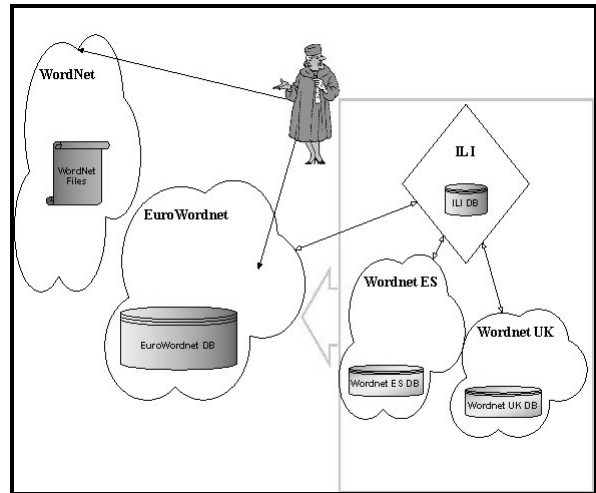 WordNet
WordNet
Files
EuroWordnet
EuroWordnet DB
ILI
ILI DB
Wordnet ES
Wordnet ES DB
Wordnet UK
Wordnet UK DB